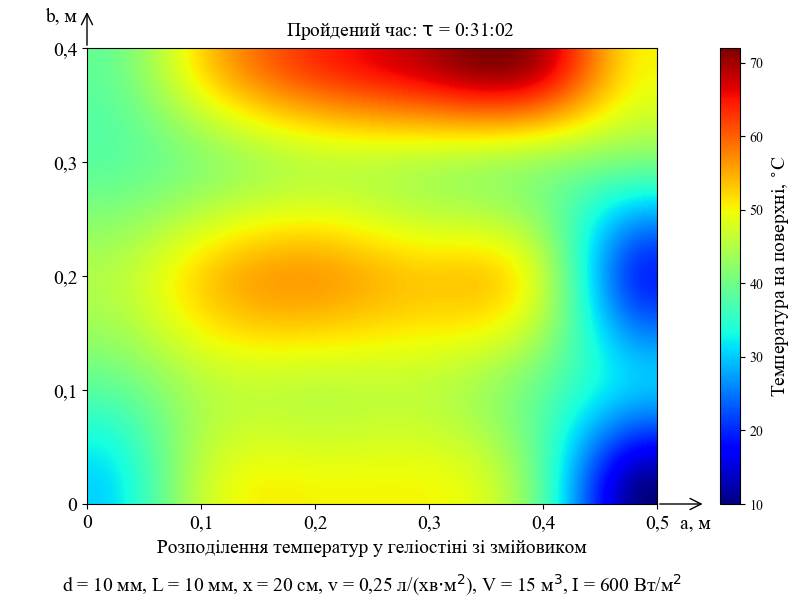 b, м
Пройдений час: τ = 0:31:02
0,4
0,3
0,2
0,1
0
0 0,1 0,2 0,3 0,4 0,5 a, м
70
60
50
40
30
20
10
Температура на поверхні, °C
Розподілення температур у геліостіні зі змійовиком
d = 10 мм, L = 10 мм, x = 20 см, v = 0,25 л/(хв·м²), V = 15 м³, I = 600 Вт/м²